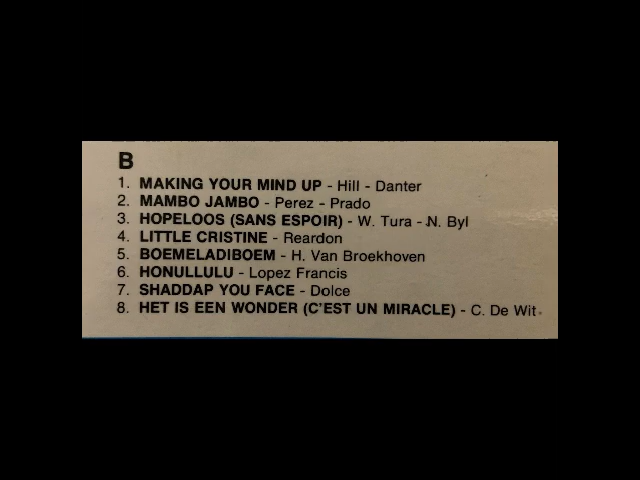 B
1. MAKING YOUR MIND UP - Hill - Danter
2. MAMBO JAMBO - Perez - Prado
3. HOPELOOS (SANS ESPOIR) - W. Tura - N. Byl
4. LITTLE CRISTINE - Reardon
5. BOEMELADIBOEM - H. Van Broekhoven
6. HONULLULU - Lopez Francis
7. SHADDAP YOU FACE - Dolce
8. HET IS EEN WONDER (C'EST UN MIRACLE) - C. De Wit.